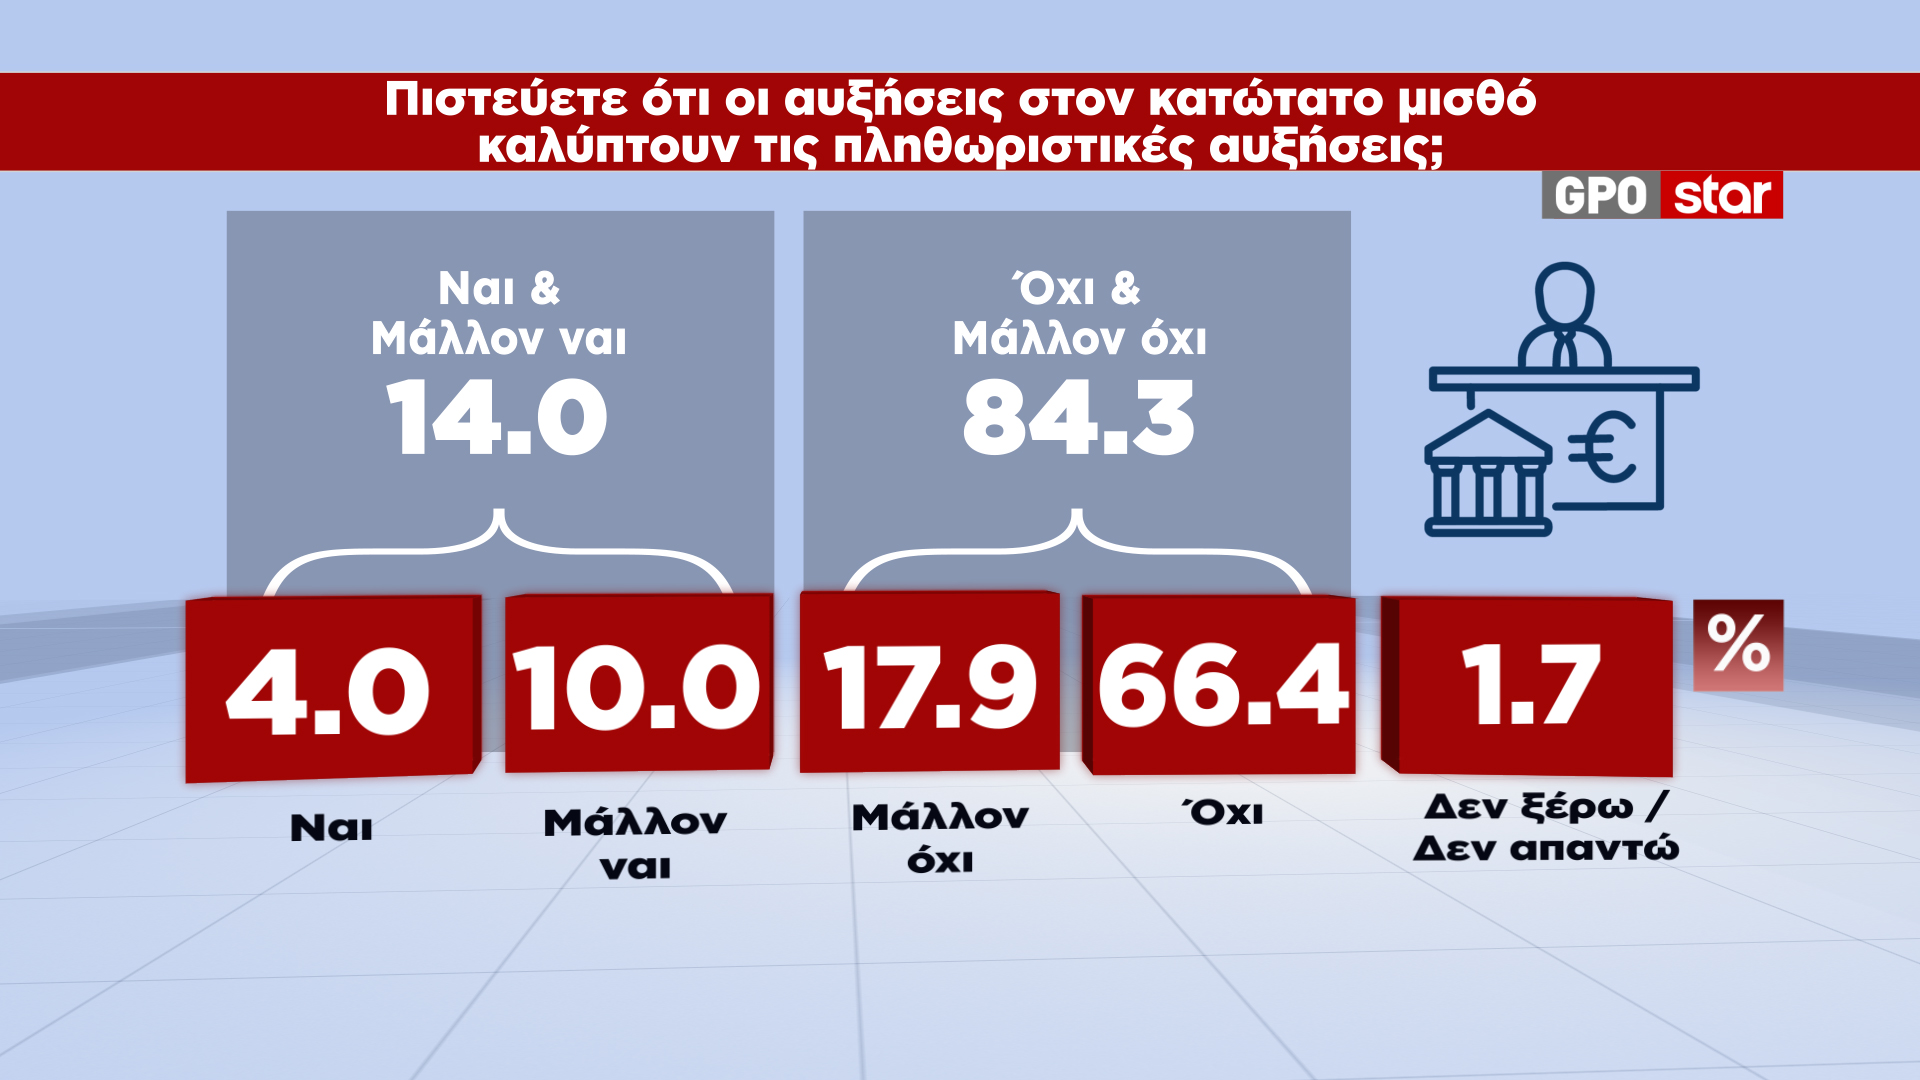 Πιστεύετε ότι οι αυξήσεις στον κατώτατο μισθό
καλύπτουν τις πληθωριστικές αυξήσεις;
GPO star
Ναι &
Μάλλον ναι
14.0
Όχι &
Μάλλον όχι
84.3
€
4.0
10.0
17.9
66.4
1.7
%
Ναι
Μάλλον
ναι
Μάλλον
όχι
Όχι
Δεν ξέρω /
Δεν απαντώ